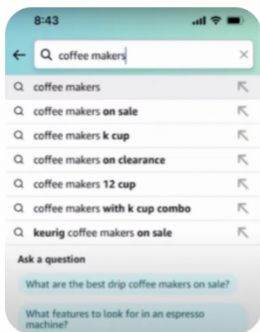 8:43
coffee makers
coffee makers
coffee makers on sale
coffee makers k cup
coffee makers on clearance
coffee makers 12 cup
coffee makers with k cup combo
keurig coffee makers on sale
Ask a question
What are the best drip coffee makers on sale?
What features to look for in an espresso
machine?